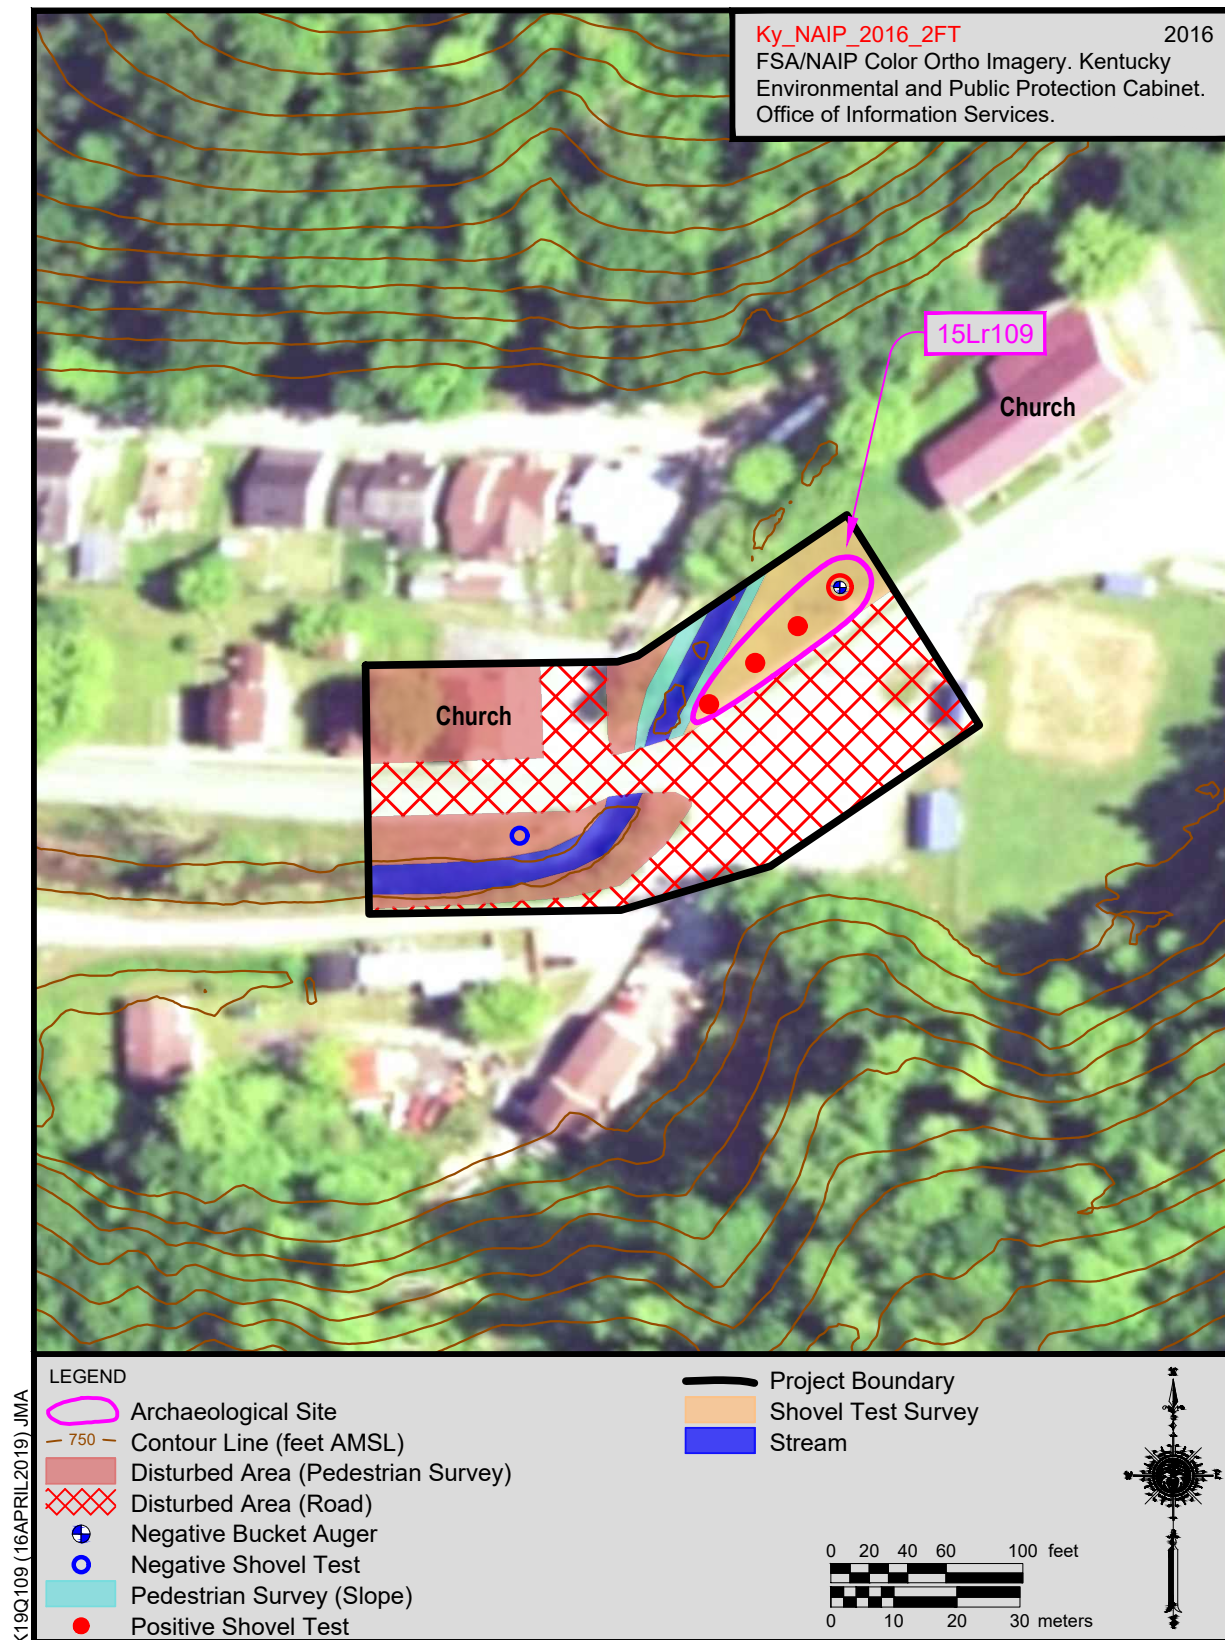 Ky_NAIP_2016_2FT 2016
FSA/NAIP Color Ortho Imagery. Kentucky
Environmental and Public Protection Cabinet.
Office of Information Services.
15Lr109
Church
Church
LEGEND
Archaeological Site
750 Contour Line (feet AMSL)
Disturbed Area (Pedestrian Survey)
Disturbed Area (Road)
Negative Bucket Auger
Negative Shovel Test
Pedestrian Survey (Slope)
Positive Shovel Test
Project Boundary
Shovel Test Survey
Stream
0 20 40 60 100 feet
0 10 20 30 meters
K19Q109 (16APRIL2019) JMA